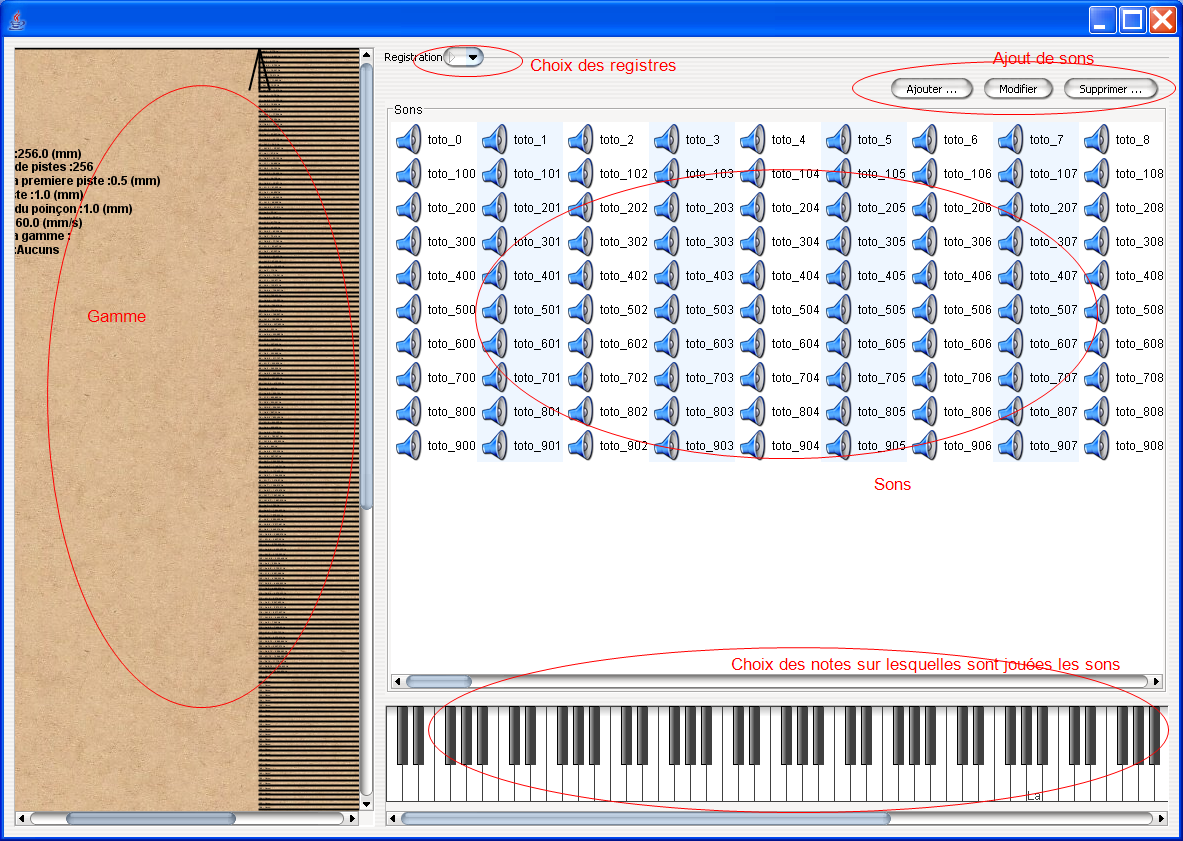 Registration
Choix des registres
Ajout de sons
Ajouter ...
Modifier
Supprimer ...
:256.0 (mm)
de pistes :256
a premiere piste :0.5 (mm)
ste :1.0 (mm)
du poinçon :1.0 (mm)
60.0 (mm/s)
a gamme :
:Aucuns
Gamme
Sons
toto_0 toto_1 toto_2 toto_3 toto_4 toto_5 toto_6 toto_7 toto_8
toto_100 toto_101 toto_102 toto_103 toto_104 toto_105 toto_106 toto_107 toto_108
toto_200 toto_201 toto_202 toto_203 toto_204 toto_205 toto_206 toto_207 toto_208
toto_300 toto_301 toto_302 toto_303 toto_304 toto_305 toto_306 toto_307 toto_308
toto_400 toto_401 toto_402 toto_403 toto_404 toto_405 toto_406 toto_407 toto_408
toto_500 toto_501 toto_502 toto_503 toto_504 toto_505 toto_506 toto_507 toto_508
toto_600 toto_601 toto_602 toto_603 toto_604 toto_605 toto_606 toto_607 toto_608
toto_700 toto_701 toto_702 toto_703 toto_704 toto_705 toto_706 toto_707 toto_708
toto_800 toto_801 toto_802 toto_803 toto_804 toto_805 toto_806 toto_807 toto_808
toto_900 toto_901 toto_902 toto_903 toto_904 toto_905 toto_906 toto_907 toto_908
Sons
Choix des notes sur lesquelles sont jouées les sons
La